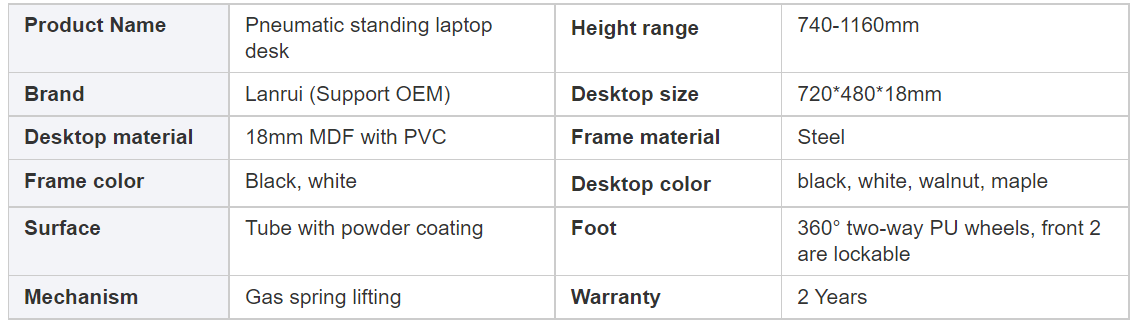 Product Name
Pneumatic standing laptop
desk
Height range
740-1160mm
Brand
Lanrui (Support OEM)
Desktop size
720*480*18mm
Desktop material
18mm MDF with PVC
Frame material
Steel
Frame color
Black, white
Desktop color
black, white, walnut, maple
Surface
Tube with powder coating
Foot
360° two-way PU wheels, front 2
are lockable
Mechanism
Gas spring lifting
Warranty
2 Years